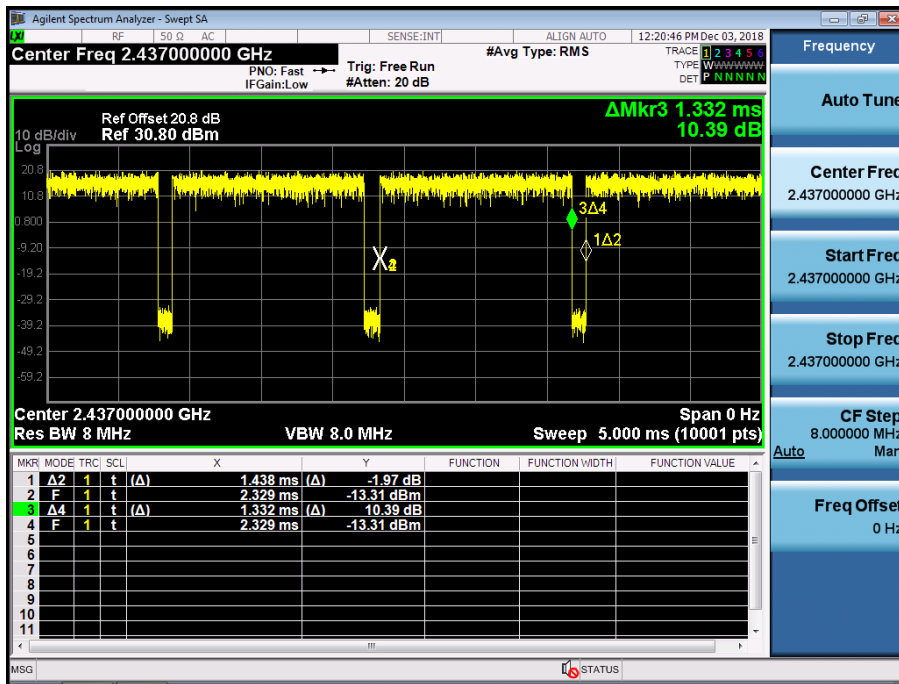 Agilent Spectrum Analyzer - Swept SA
LXI RF 50 Ω AC SENSE:INT ALIGN AUTO 12:20:46 PM Dec 03, 2018
Center Freq 2.437000000 GHz
PNO: Fast
IFGain:Low
Trig: Free Run
#Atten: 20 dB
#Avg Type: RMS
TRACE 1 2 3 4 5 6
TYPE WWWWWW
DET P N N N N N
10 dB/div
Log
Ref Offset 20.8 dB
Ref 30.80 dBm
ΔMkr3 1.332 ms
10.39 dB
20.8
10.8
0.800
-9.20
-19.2
-29.2
-39.2
-49.2
-59.2
3Δ4
1Δ2
Center 2.437000000 GHz Span 0 Hz
Res BW 8 MHz VBW 8.0 MHz Sweep 5.000 ms (10001 pts)
MKR MODE TRC SCL X Y FUNCTION FUNCTION WIDTH FUNCTION VALUE
1 Δ2 1 t (Δ) 1.438 ms (Δ) -1.97 dB
2 F 1 t 2.329 ms -13.31 dBm
3 Δ4 1 t (Δ) 1.332 ms (Δ) 10.39 dB
4 F 1 t 2.329 ms -13.31 dBm
5
6
7
8
9
10
11
MSG STATUS
Frequency
Auto Tune
Center Freq
2.437000000 GHz
Start Freq
2.437000000 GHz
Stop Freq
2.437000000 GHz
CF Step
8.000000 MHz
Auto Man
Freq Offset
0 Hz